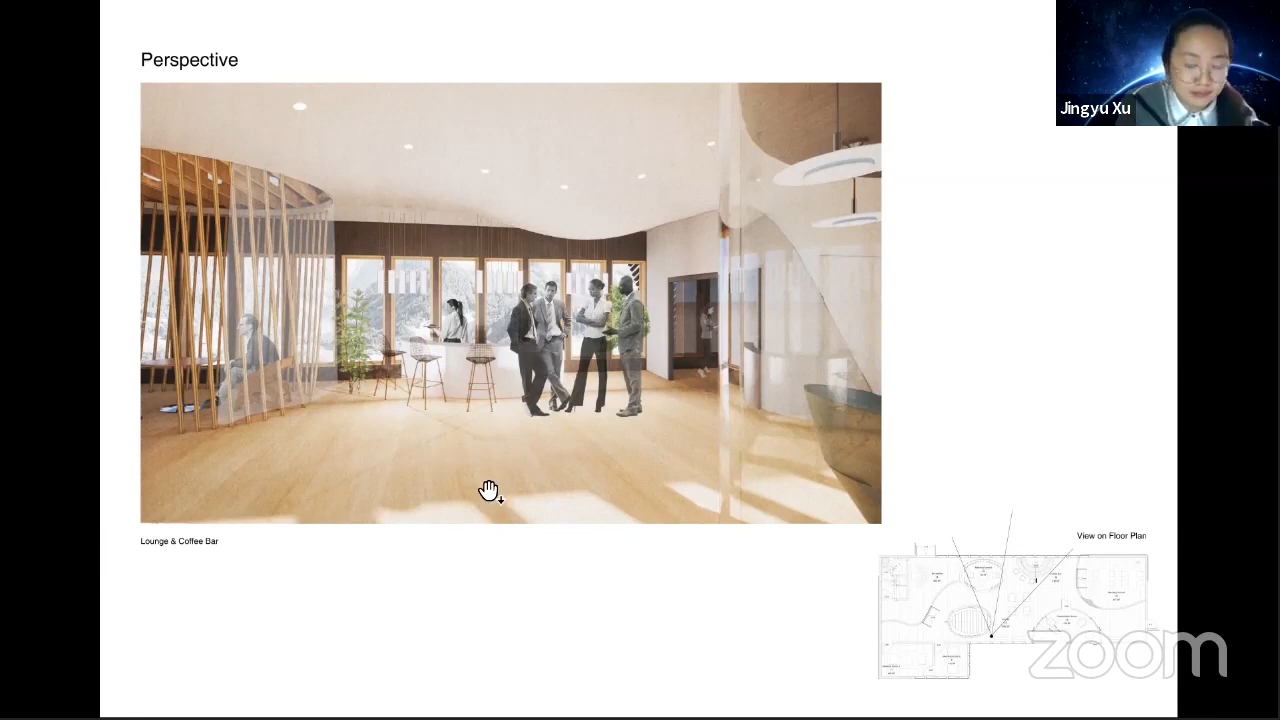 Perspective
Jingyu Xu
Lounge & Coffee Bar
View on Floor Plan
zoom